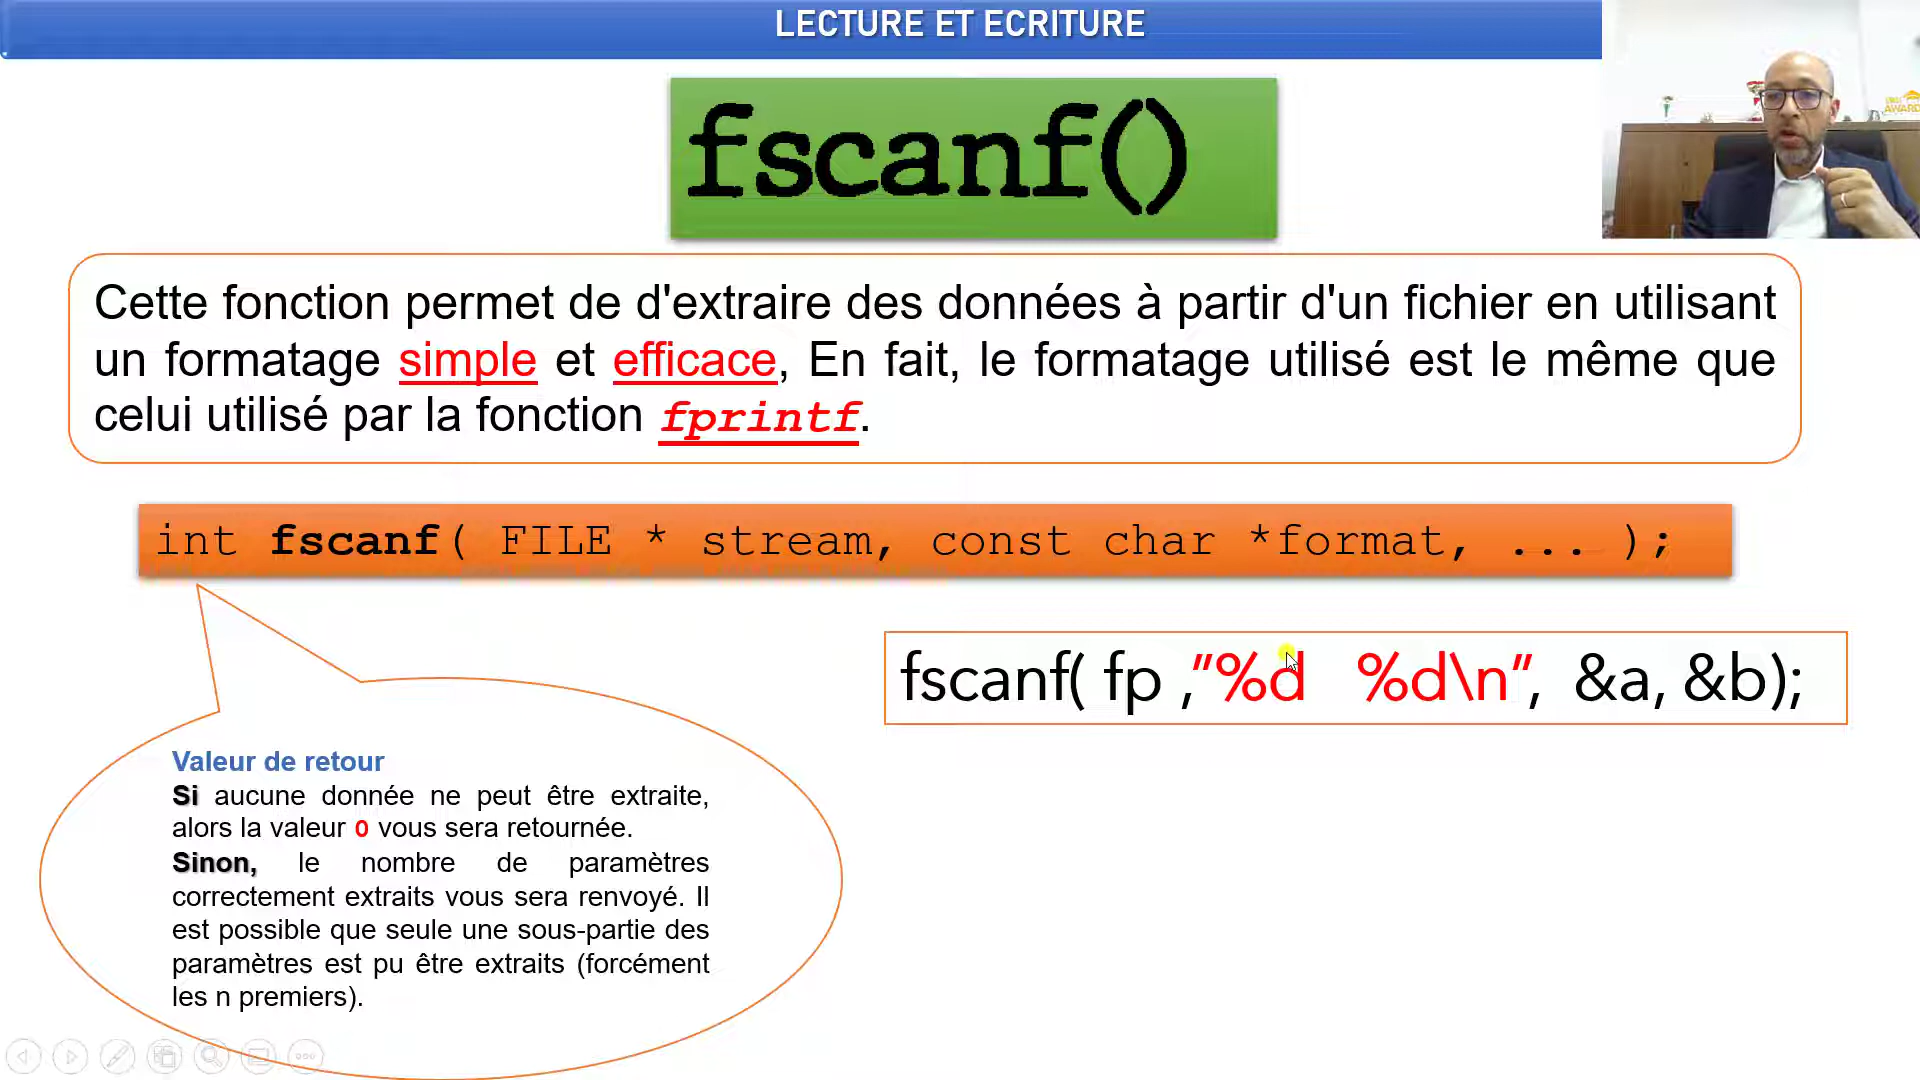 LECTURE ET ECRITURE
AWARD
fscanf()
Cette fonction permet de d'extraire des données à partir d'un fichier en utilisant
un formatage simple et efficace, En fait, le formatage utilisé est le même que
celui utilisé par la fonction fprintf.
int fscanf( FILE * stream, const char *format, ... );
fscanf( fp ,”%d   %d\n”, &a, &b);
Valeur de retour
Si aucune donnée ne peut être extraite,
alors la valeur 0 vous sera retournée.
Sinon, le nombre de paramètres
correctement extraits vous sera renvoyé. Il
est possible que seule une sous-partie des
paramètres est pu être extraits (forcément
les n premiers).